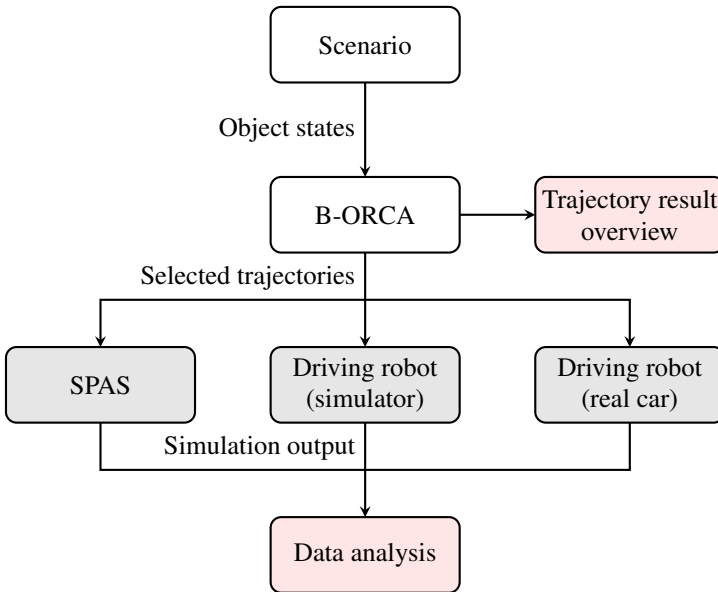 Scenario
Object states
B-ORCA
Trajectory result
overview
Selected trajectories
SPAS
Driving robot
(simulator)
Driving robot
(real car)
Simulation output
Data analysis